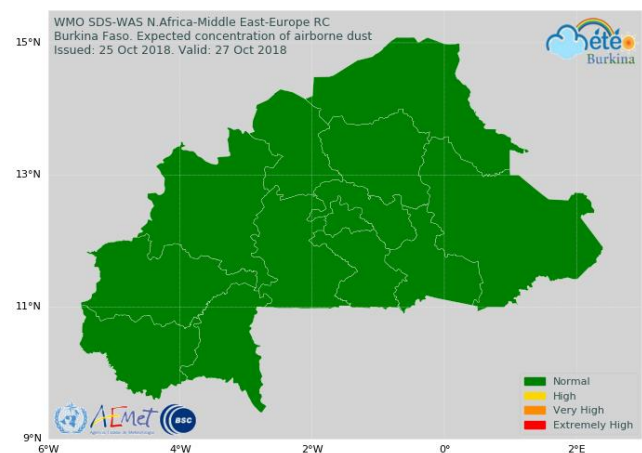 WMO SDS-WAS N.Africa-Middle East-Europe RC
Burkina Faso. Expected concentration of airborne dust
Issued: 25 Oct 2018. Valid: 27 Oct 2018
été
Burkina
15°N
13°N
11°N
9°N
6°W
4°W
2°W
0°
2°E
Normal
High
Very High
Extremely High
AEMet
BSC